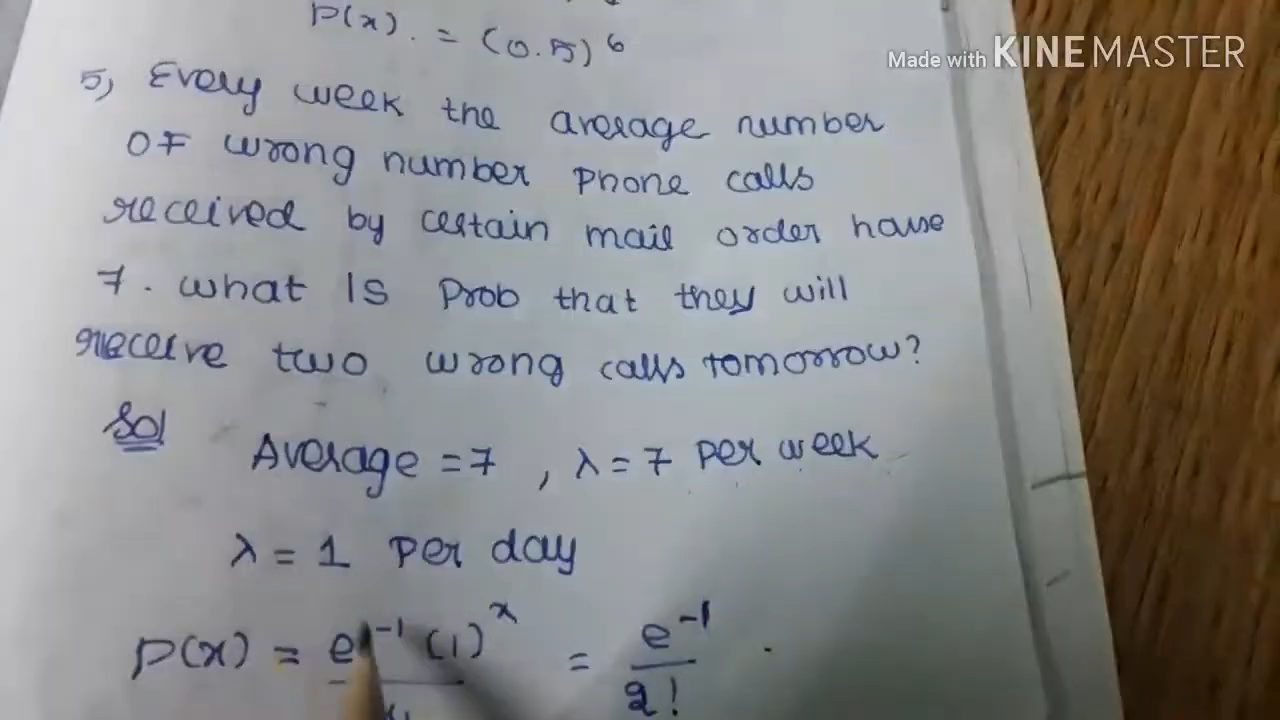 P(x). = (0.5)6
Made with KINEMASTER
5, Every week the average number
of wrong number phone calls
received by certain mail order house
7. what Is Prob that they will
receive two wrong calls tomorrow?
Sol
Average = 7 , λ = 7 per week
λ = 1 per day
P(x) = e-1 (1)x = e-1 .
2!